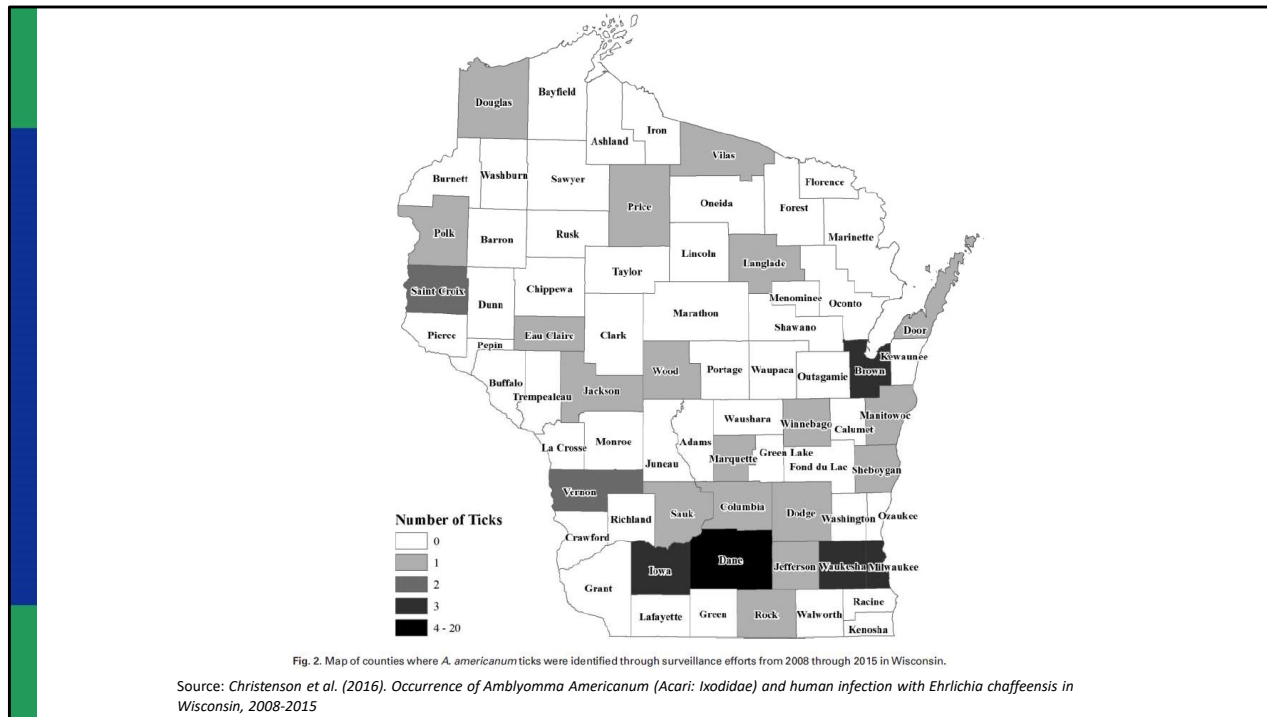 Douglas
Bayfield
Ashland
Iron
Vilas
Burnett
Washburn
Sawyer
Price
Oneida
Forest
Florence
Marinette
Polk
Barron
Rusk
Lincoln
Langlade
Taylor
Saint Croix
Dunn
Chippewa
Menominee
Oconto
Marathon
Shawano
Door
Pierce
Pepin
Eau Claire
Clark
Kewaunee
Wood
Portage
Waupaca
Outagamie
Brown
Buffalo
Trempealeau
Jackson
Waushara
Winnebago
Manitowoc
Calumet
La Crosse
Monroe
Juneau
Adams
Marquette
Green Lake
Fond du Lac
Sheboygan
Vernon
Richland
Sauk
Columbia
Dodge
Washington
Ozaukee
Crawford
Iowa
Dane
Jefferson
Waukesha
Milwaukee
Grant
Lafayette
Green
Rock
Walworth
Racine
Kenosha
Number of Ticks
0
1
2
3
4 - 20
Fig. 2. Map of counties where A. americanum ticks were identified through surveillance efforts from 2008 through 2015 in Wisconsin.
Source: Christenson et al. (2016). Occurrence of Amblyomma Americanum (Acari: Ixodidae) and human infection with Ehrlichia chaffeensis in
Wisconsin, 2008-2015